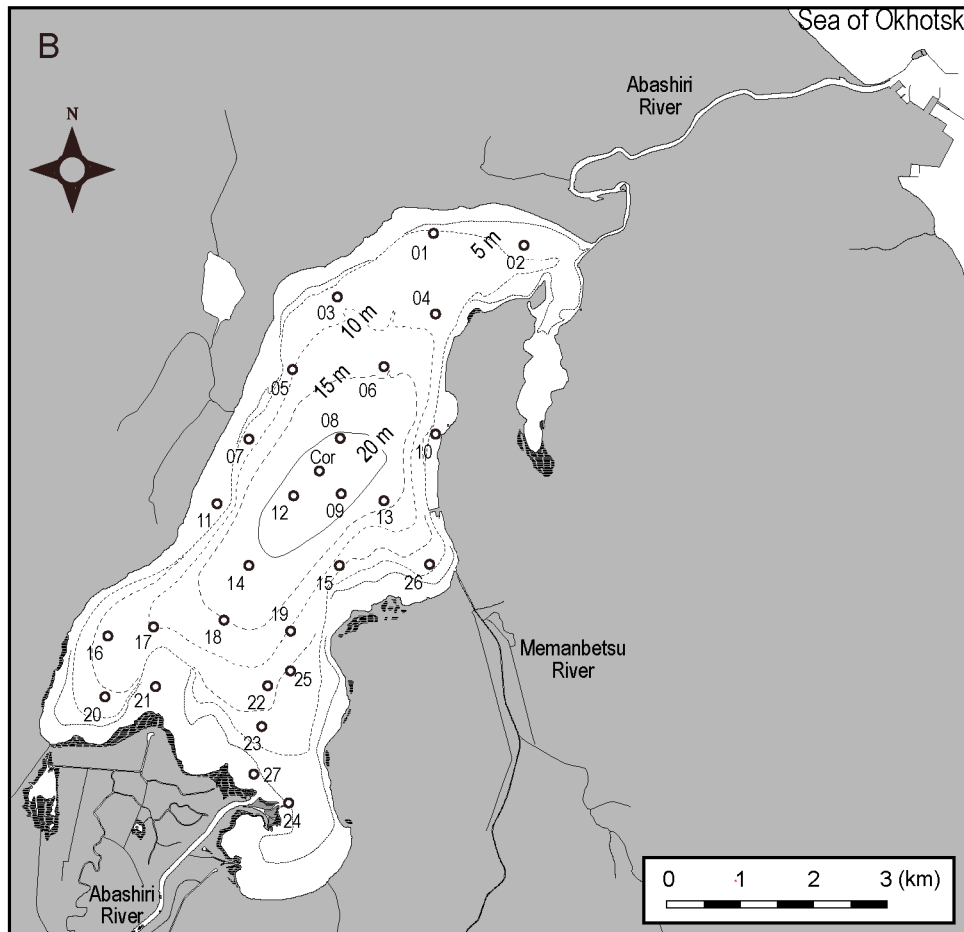 Sea of Okhotsk
B
Abashiri
River
N
01
5 m
02
03
10 m
04
05
15 m
06
07
08
20 m
10
Cor
11
12
09
13
14
15
26
16
17
18
19
Memanbetsu
River
20
21
22
25
23
27
24
Abashiri
River
0 1 2 3 (km)